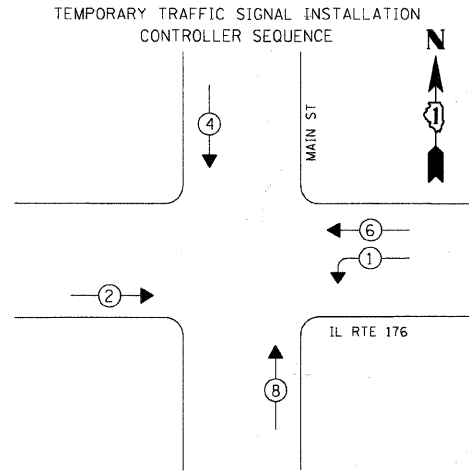 TEMPORARY TRAFFIC SIGNAL INSTALLATION
CONTROLLER SEQUENCE
N
4
MAIN ST
1
6
1
2
IL RTE 176
8